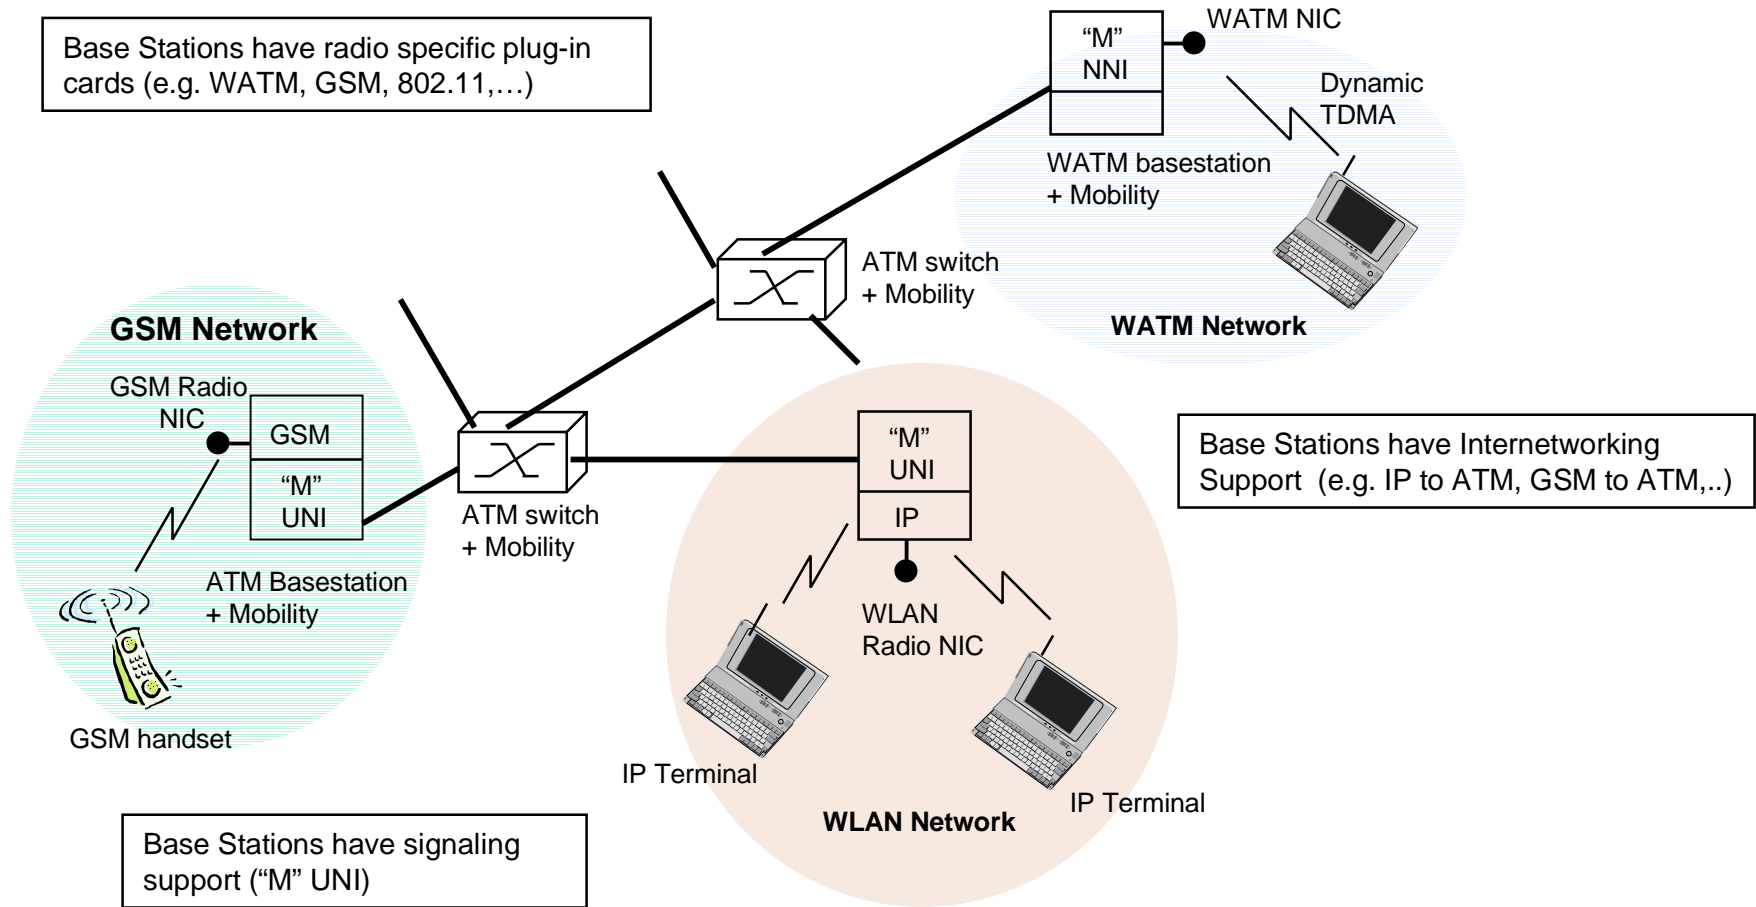 Base Stations have radio specific plug-in
cards (e.g. WATM, GSM, 802.11,…)
“M”
NNI
WATM NIC
Dynamic
TDMA
WATM basestation
+ Mobility
WATM Network
ATM switch
+ Mobility
GSM Network
GSM Radio
NIC
GSM
“M”
UNI
ATM Basestation
+ Mobility
GSM handset
ATM switch
+ Mobility
“M”
UNI
IP
WLAN
Radio NIC
IP Terminal
IP Terminal
WLAN Network
Base Stations have Internetworking
Support  (e.g. IP to ATM, GSM to ATM,..)
Base Stations have signaling
support (“M” UNI)